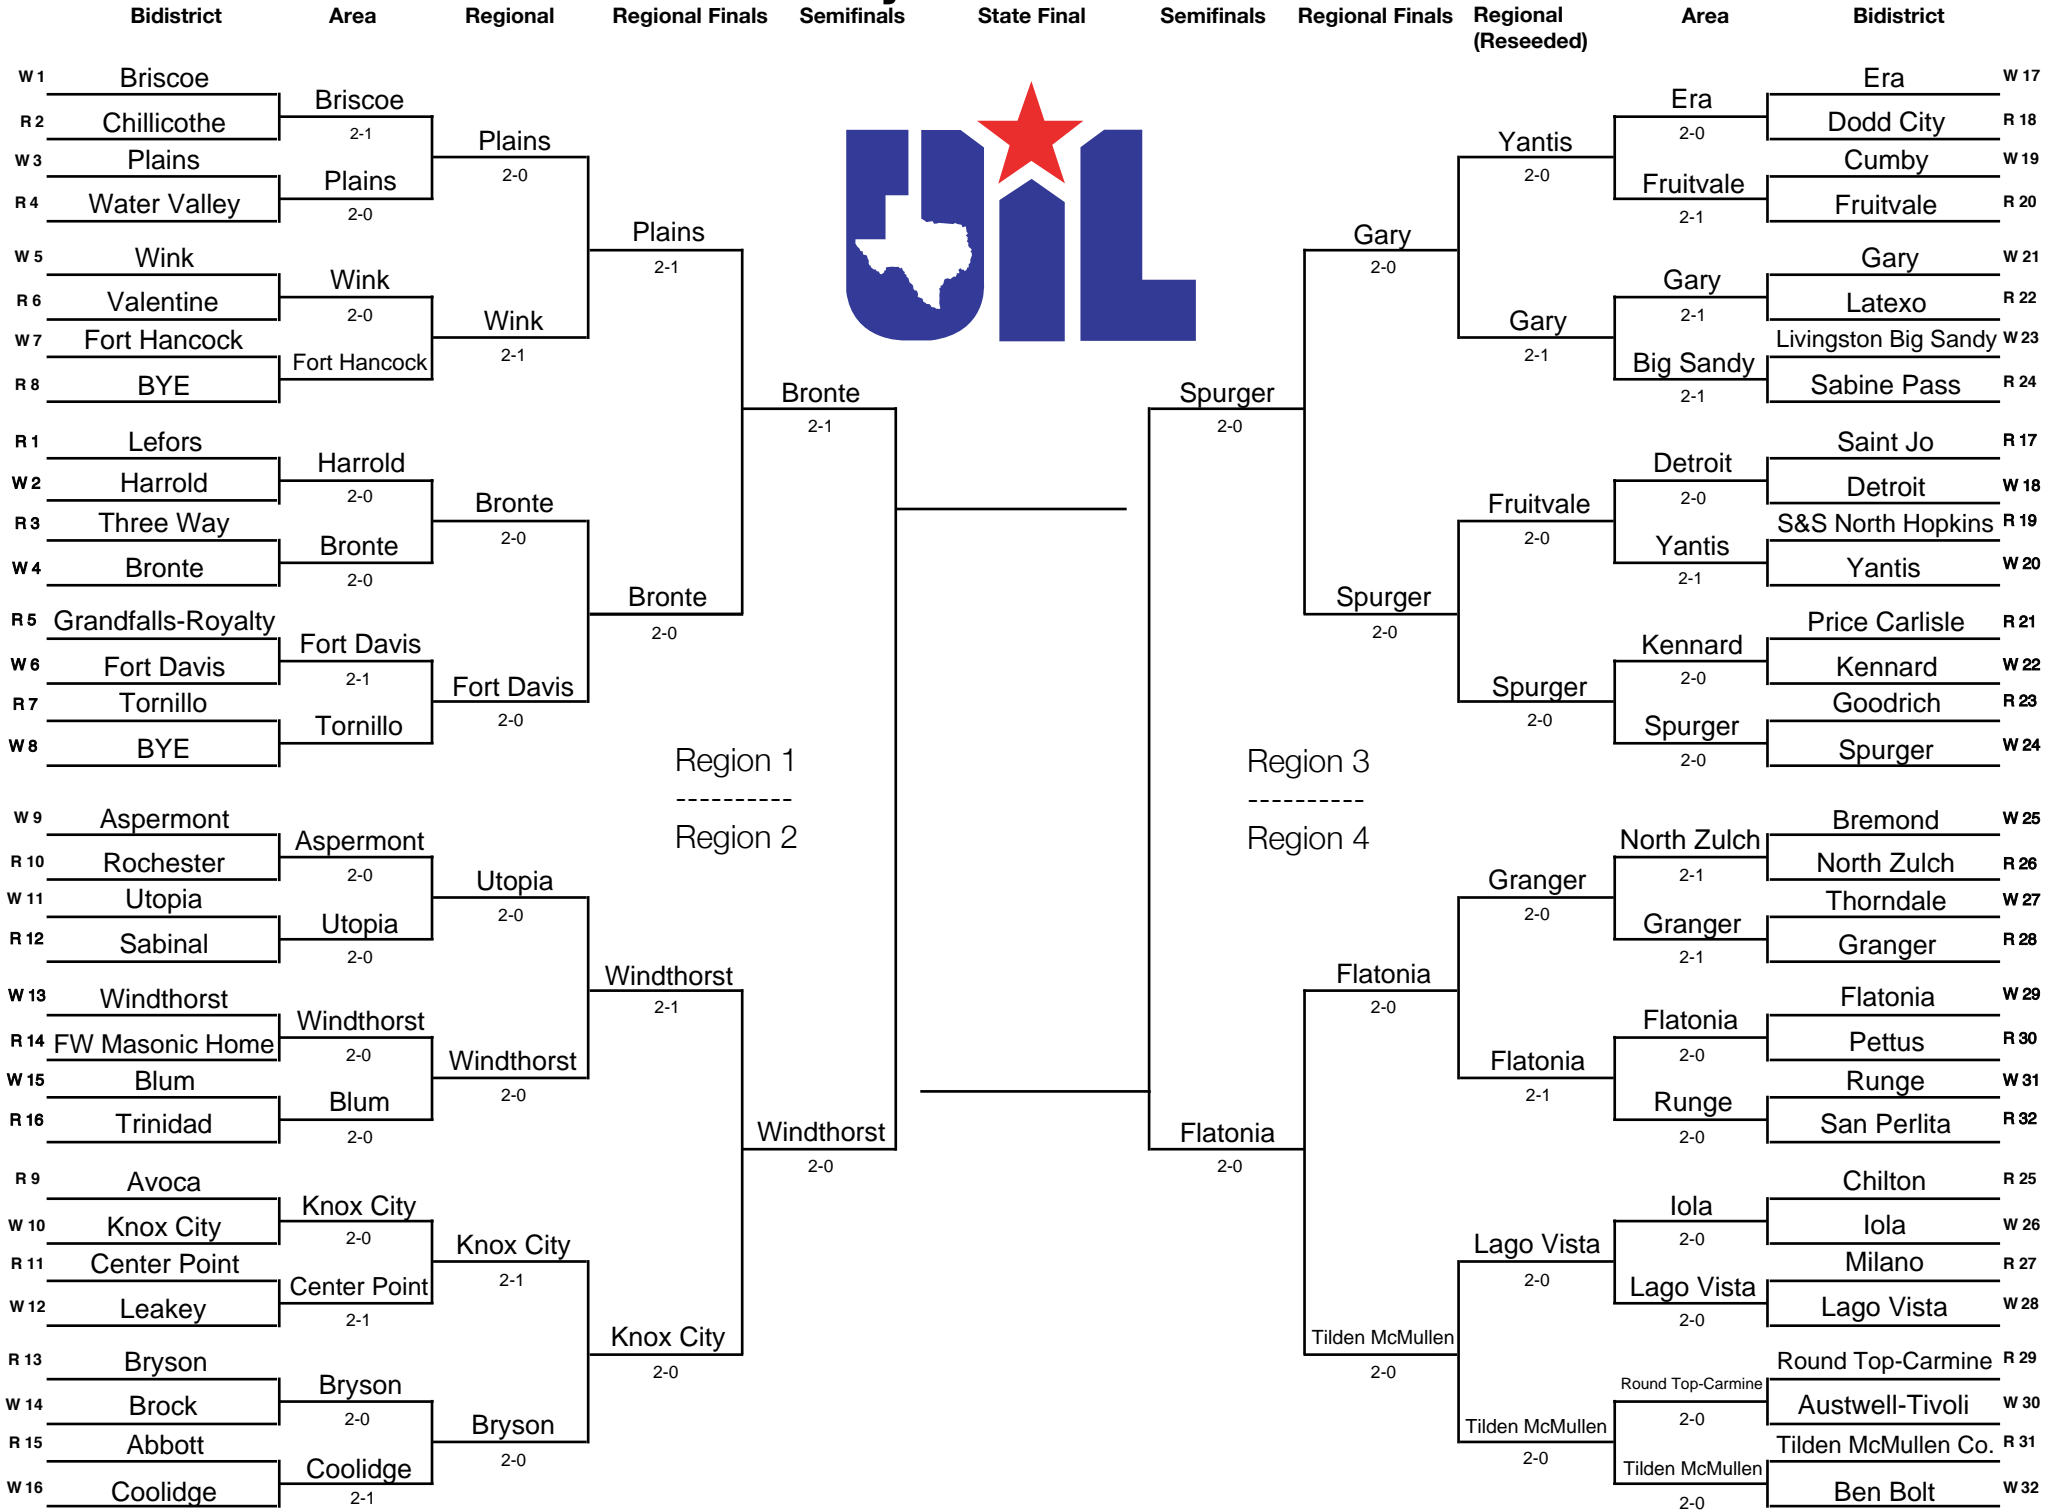 Bidistrict Area Regional Regional Finals Semifinals State Final Semifinals Regional Finals Regional (Reseeded) Area Bidistrict
W 1 Briscoe
Briscoe
R 2 Chillicothe
2-1
Plains
W 3 Plains
2-0
Plains
R 4 Water Valley
2-0
Plains
2-1
W 5 Wink
Wink
R 6 Valentine
2-0
Wink
W 7 Fort Hancock
2-1
Fort Hancock
R 8 BYE
Bronte
2-1
R 1 Lefors
Harrold
W 2 Harrold
2-0
Bronte
R 3 Three Way
2-0
Bronte
W 4 Bronte
2-0
Bronte
2-0
R 5 Grandfalls-Royalty
Fort Davis
W 6 Fort Davis
2-1
Fort Davis
R 7 Tornillo
2-0
Tornillo
W 8 BYE
Region 1
----------
Region 2
W 9 Aspermont
Aspermont
R 10 Rochester
2-0
Utopia
W 11 Utopia
2-0
Utopia
R 12 Sabinal
2-0
Windthorst
2-1
W 13 Windthorst
Windthorst
R 14 FW Masonic Home
2-0
Windthorst
W 15 Blum
2-0
Blum
R 16 Trinidad
2-0
Windthorst
2-0
R 9 Avoca
Knox City
W 10 Knox City
2-0
Knox City
R 11 Center Point
2-1
Center Point
W 12 Leakey
2-1
Knox City
2-0
R 13 Bryson
Bryson
W 14 Brock
2-0
Bryson
R 15 Abbott
2-0
Coolidge
W 16 Coolidge
2-1
UIL
Era W 17
Era
Dodd City R 18
2-0
Yantis
Cumby W 19
2-0
Fruitvale
Fruitvale R 20
2-1
Gary
2-0
Gary W 21
Gary
Latexo R 22
2-1
Gary
Livingston Big Sandy W 23
2-1
Big Sandy
Sabine Pass R 24
2-1
Spurger
2-0
Saint Jo R 17
Detroit
Detroit W 18
2-0
Fruitvale
S&S North Hopkins R 19
2-0
Yantis
Yantis W 20
2-1
Spurger
2-0
Price Carlisle R 21
Kennard
Kennard W 22
2-0
Spurger
Goodrich R 23
2-0
Spurger
Spurger W 24
2-0
Region 3
----------
Region 4
Bremond W 25
North Zulch
North Zulch R 26
2-1
Granger
Thorndale W 27
2-0
Granger
Granger R 28
2-1
Flatonia
2-0
Flatonia W 29
Flatonia
Pettus R 30
2-0
Flatonia
Runge W 31
2-1
Runge
San Perlita R 32
2-0
Flatonia
2-0
Chilton R 25
Iola
Iola W 26
2-0
Lago Vista
Milano R 27
2-0
Lago Vista
Lago Vista W 28
2-0
Tilden McMullen
2-0
Round Top-Carmine R 29
Round Top-Carmine
Austwell-Tivoli W 30
2-0
Tilden McMullen
Tilden McMullen Co. R 31
2-0
Tilden McMullen
Ben Bolt W 32
2-0